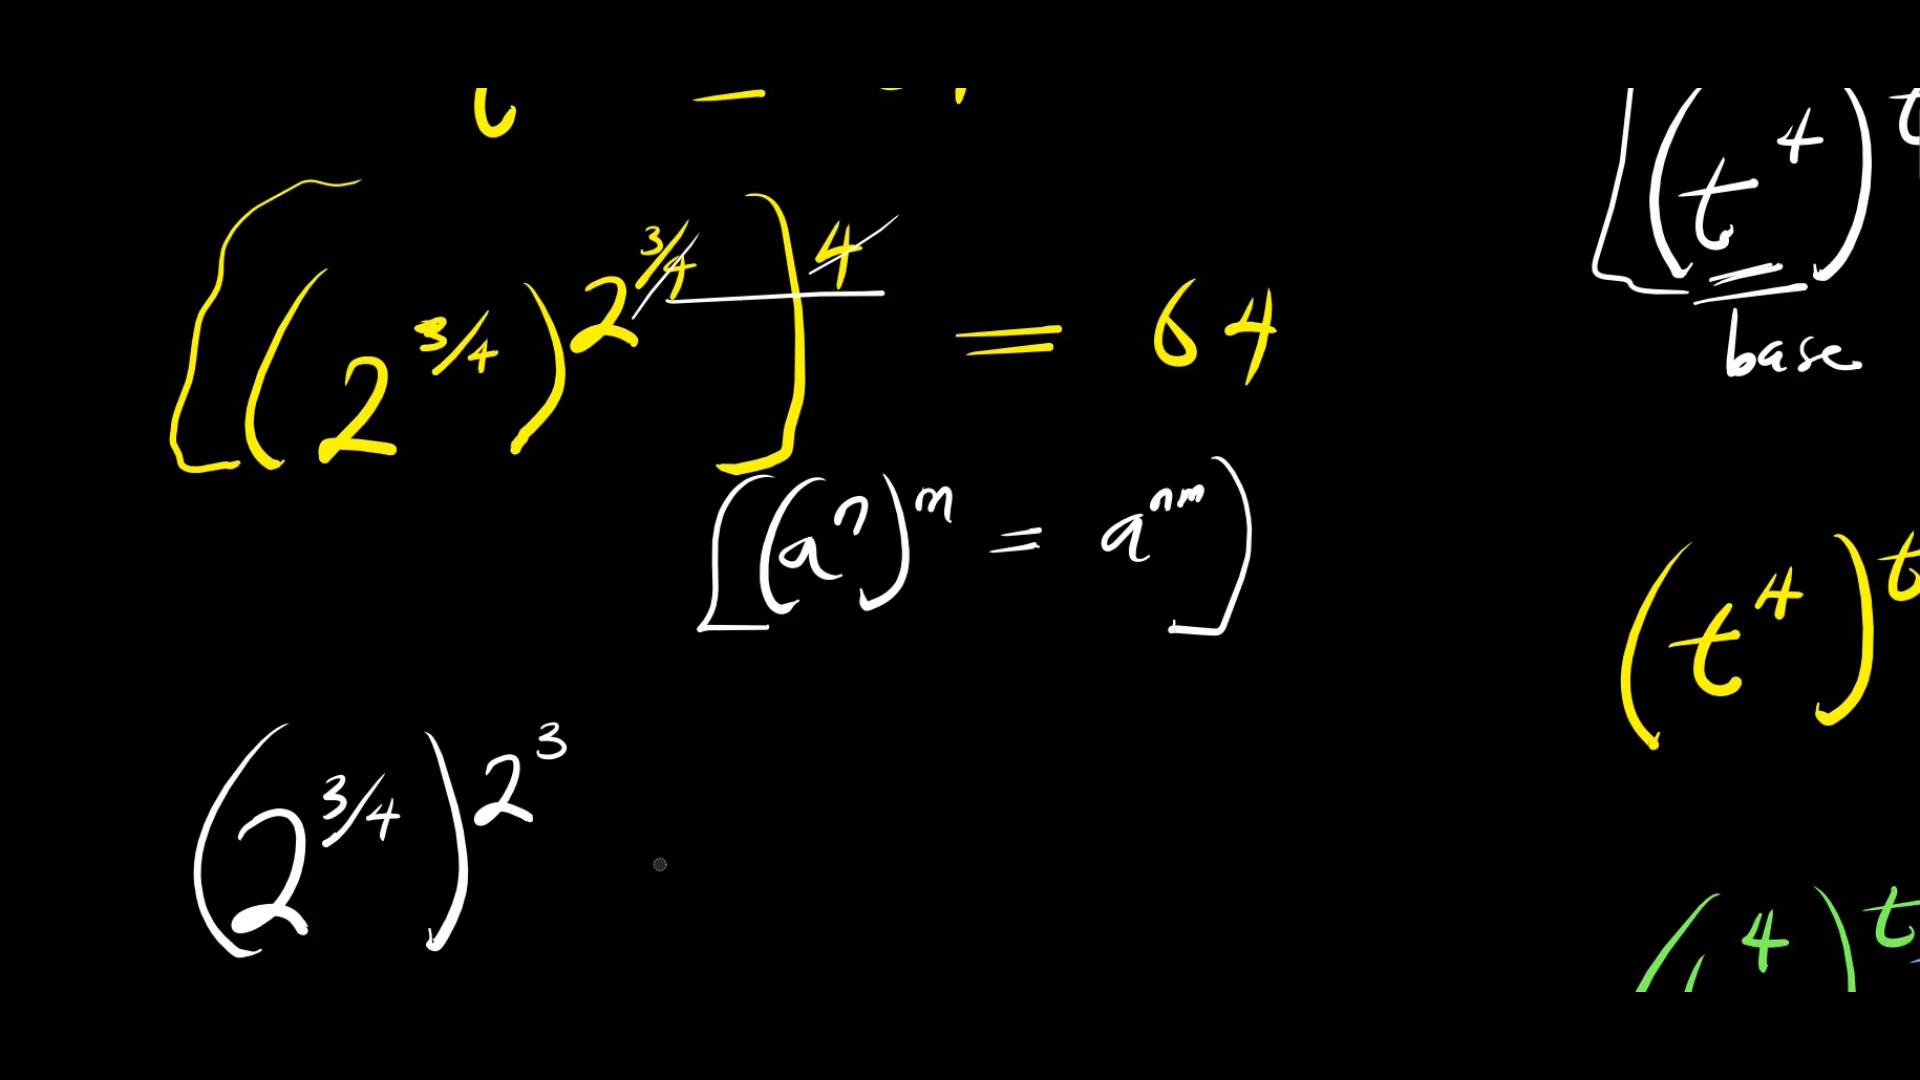 [(2^{3/4})^{2^{3/4}}]^4 = 64
[(a^n)^m = a^{nm}]
(2^{3/4})^{2^3}
[(t^4)^t
base
(t^4)^t
4)^t